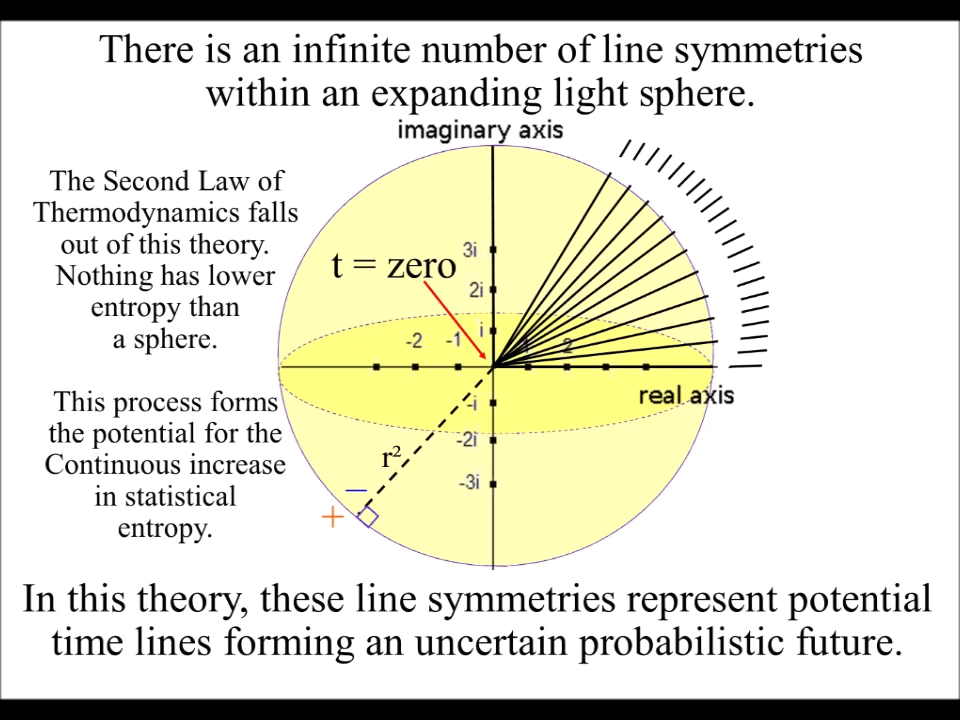 There is an infinite number of line symmetries
within an expanding light sphere.
imaginary axis
The Second Law of
Thermodynamics falls
out of this theory.
Nothing has lower
entropy than
a sphere.
t = zero
3i
2i
i
-2 -1 1 2
real axis
-i
-2i
-3i
This process forms
the potential for the
Continuous increase
in statistical
entropy.
r²
−
+
In this theory, these line symmetries represent potential
time lines forming an uncertain probabilistic future.